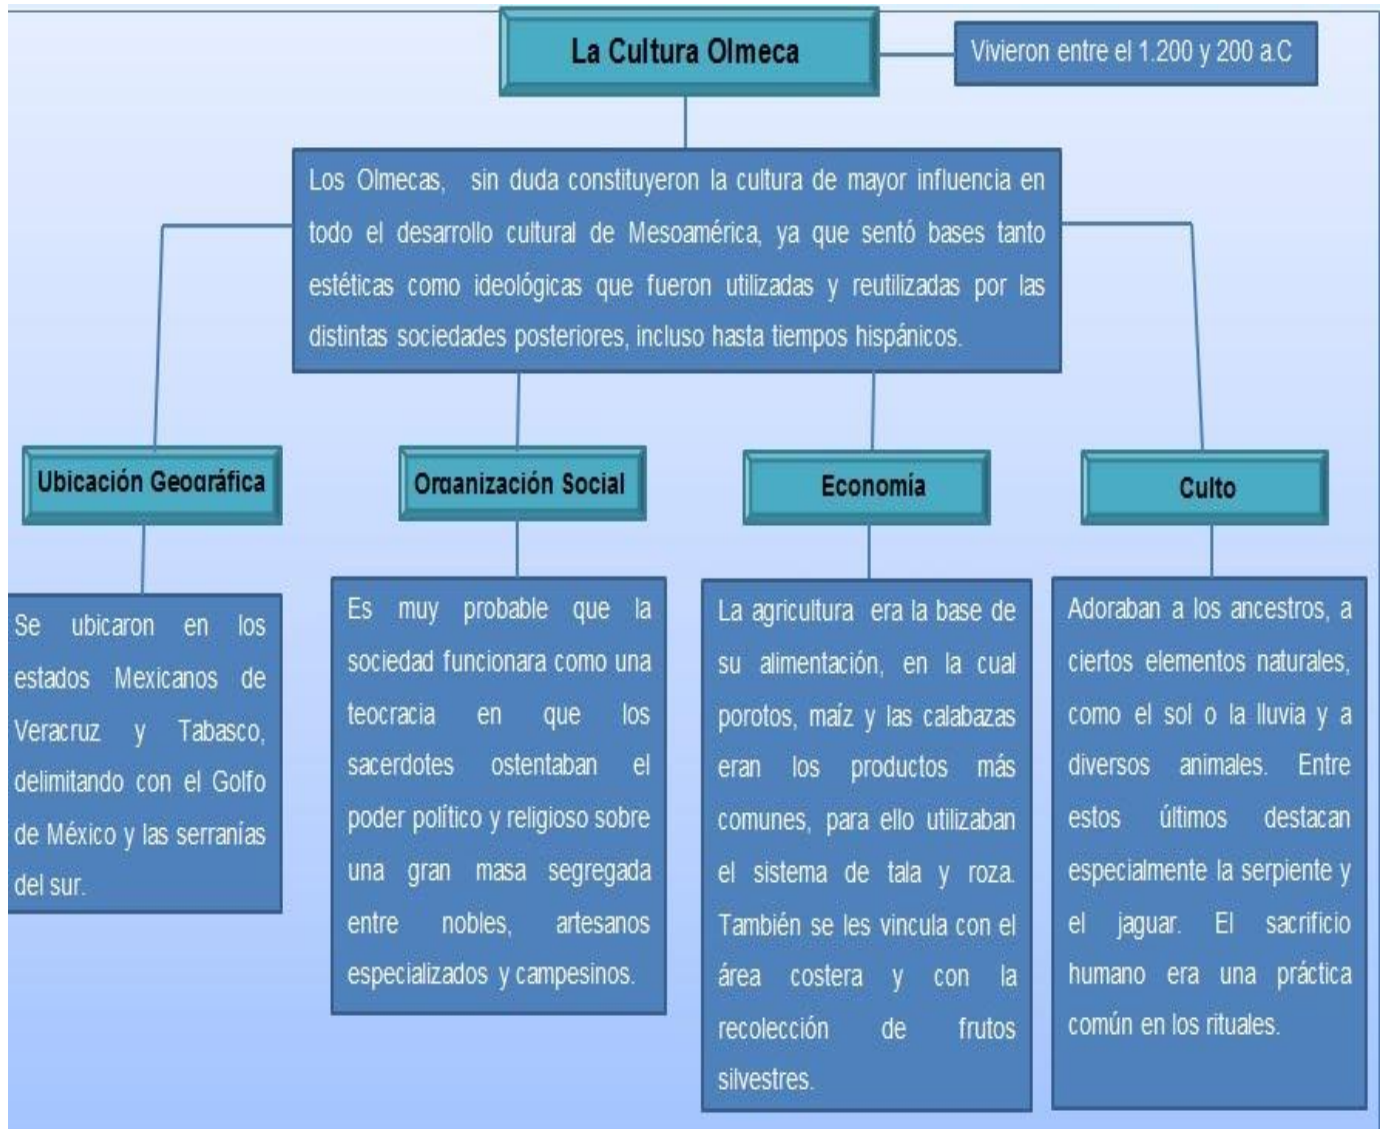 La Cultura Olmeca
Vivieron entre el 1.200 y 200 a.C
Los Olmecas, sin duda constituyeron la cultura de mayor influencia en
todo el desarrollo cultural de Mesoamérica, ya que sentó bases tanto
estéticas como ideológicas que fueron utilizadas y reutilizadas por las
distintas sociedades posteriores, incluso hasta tiempos hispánicos.
Ubicación Geográfica
Se ubicaron en los
estados Mexicanos de
Veracruz y Tabasco,
delimitando con el Golfo
de México y las serranías
del sur.
Organización Social
Es muy probable que la
sociedad funcionara como una
teocracia en que los
sacerdotes ostentaban el
poder político y religioso sobre
una gran masa segregada
entre nobles, artesanos
especializados y campesinos.
Economía
La agricultura era la base de
su alimentación, en la cual
porotos, maíz y las calabazas
eran los productos más
comunes, para ello utilizaban
el sistema de tala y roza.
También se les vincula con el
área costera y con la
recolección de frutos
silvestres.
Culto
Adoraban a los ancestros, a
ciertos elementos naturales,
como el sol o la lluvia y a
diversos animales. Entre
estos últimos destacan
especialmente la serpiente y
el jaguar. El sacrificio
humano era una práctica
común en los rituales.